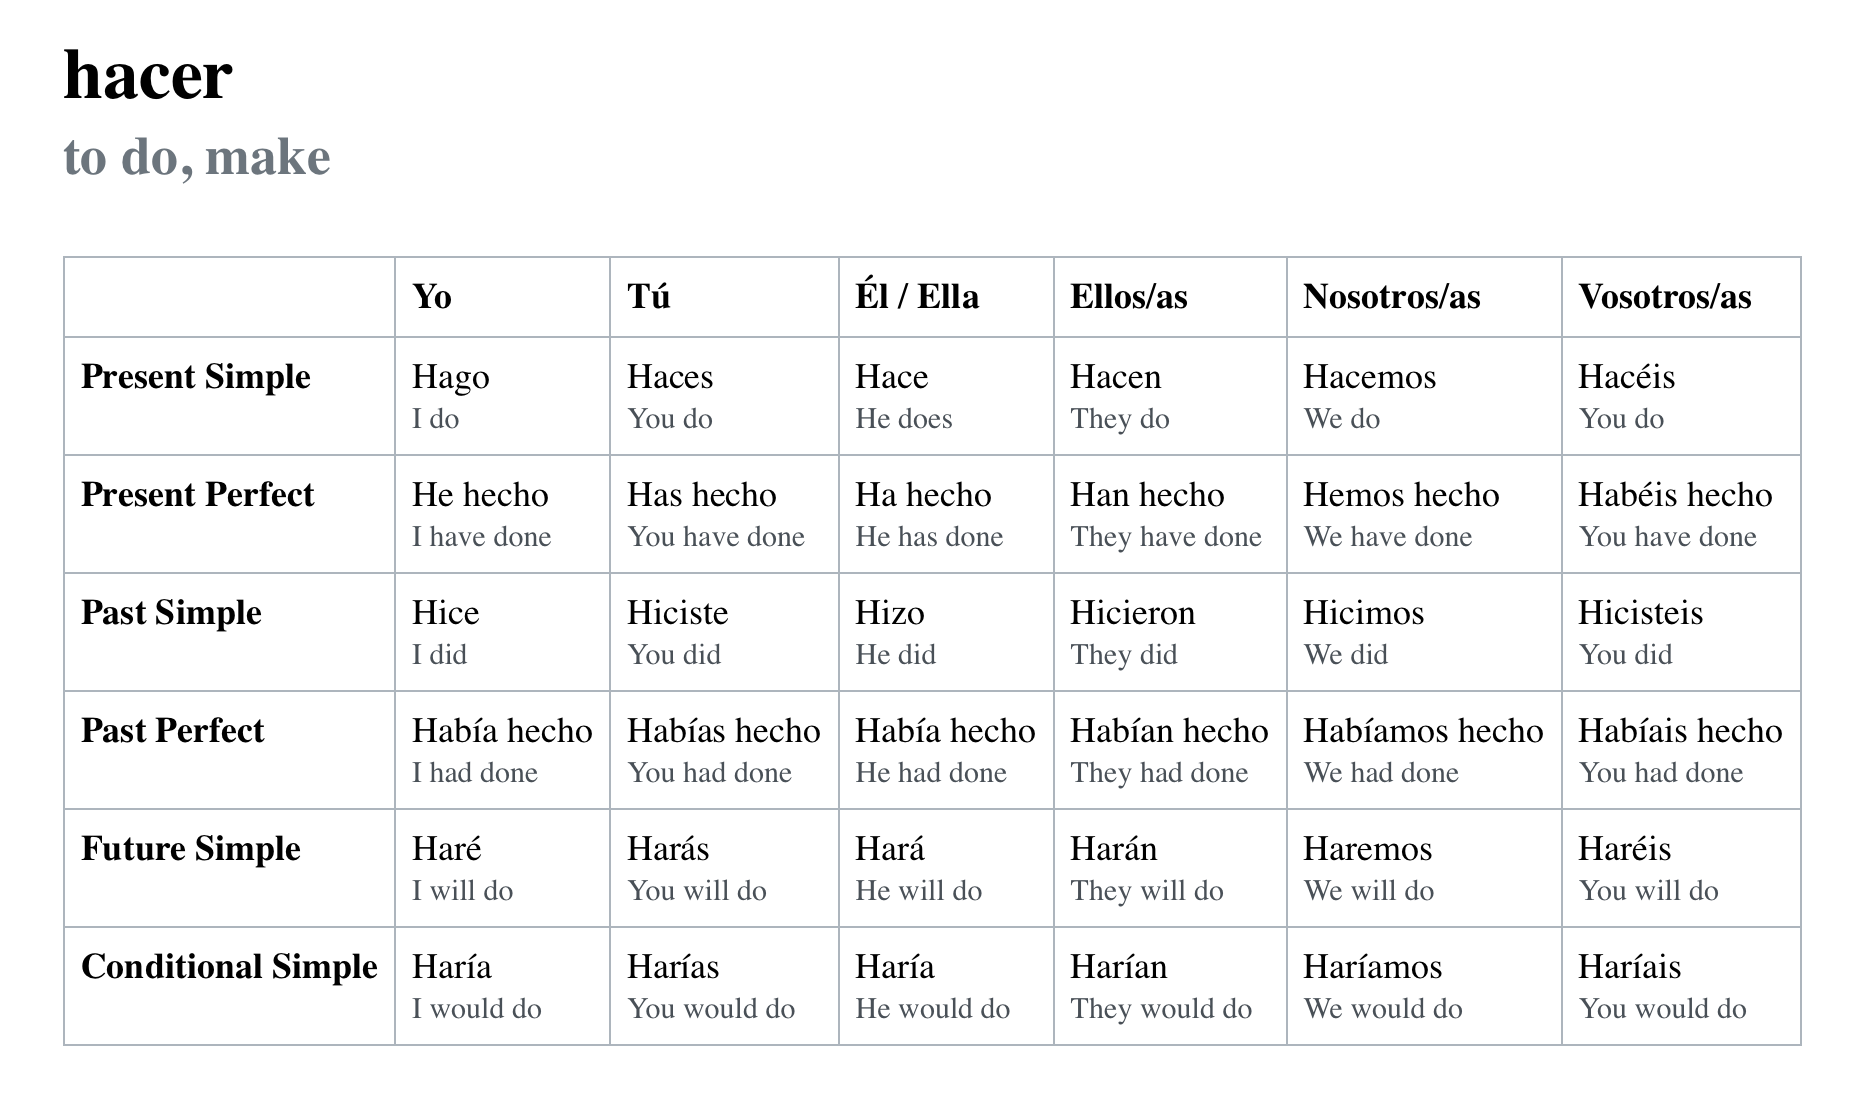 hacer
to do, make
Yo Tú Él / Ella Ellos/as Nosotros/as Vosotros/as
Present Simple Hago Haces Hace Hacen Hacemos Hacéis
I do You do He does They do We do You do
Present Perfect He hecho Has hecho Ha hecho Han hecho Hemos hecho Habéis hecho
I have done You have done He has done They have done We have done You have done
Past Simple Hice Hiciste Hizo Hicieron Hicimos Hicisteis
I did You did He did They did We did You did
Past Perfect Había hecho Habías hecho Había hecho Habían hecho Habíamos hecho Habíais hecho
I had done You had done He had done They had done We had done You had done
Future Simple Haré Harás Hará Harán Haremos Haréis
I will do You will do He will do They will do We will do You will do
Conditional Simple Haría Harías Haría Harían Haríamos Haríais
I would do You would do He would do They would do We would do You would do